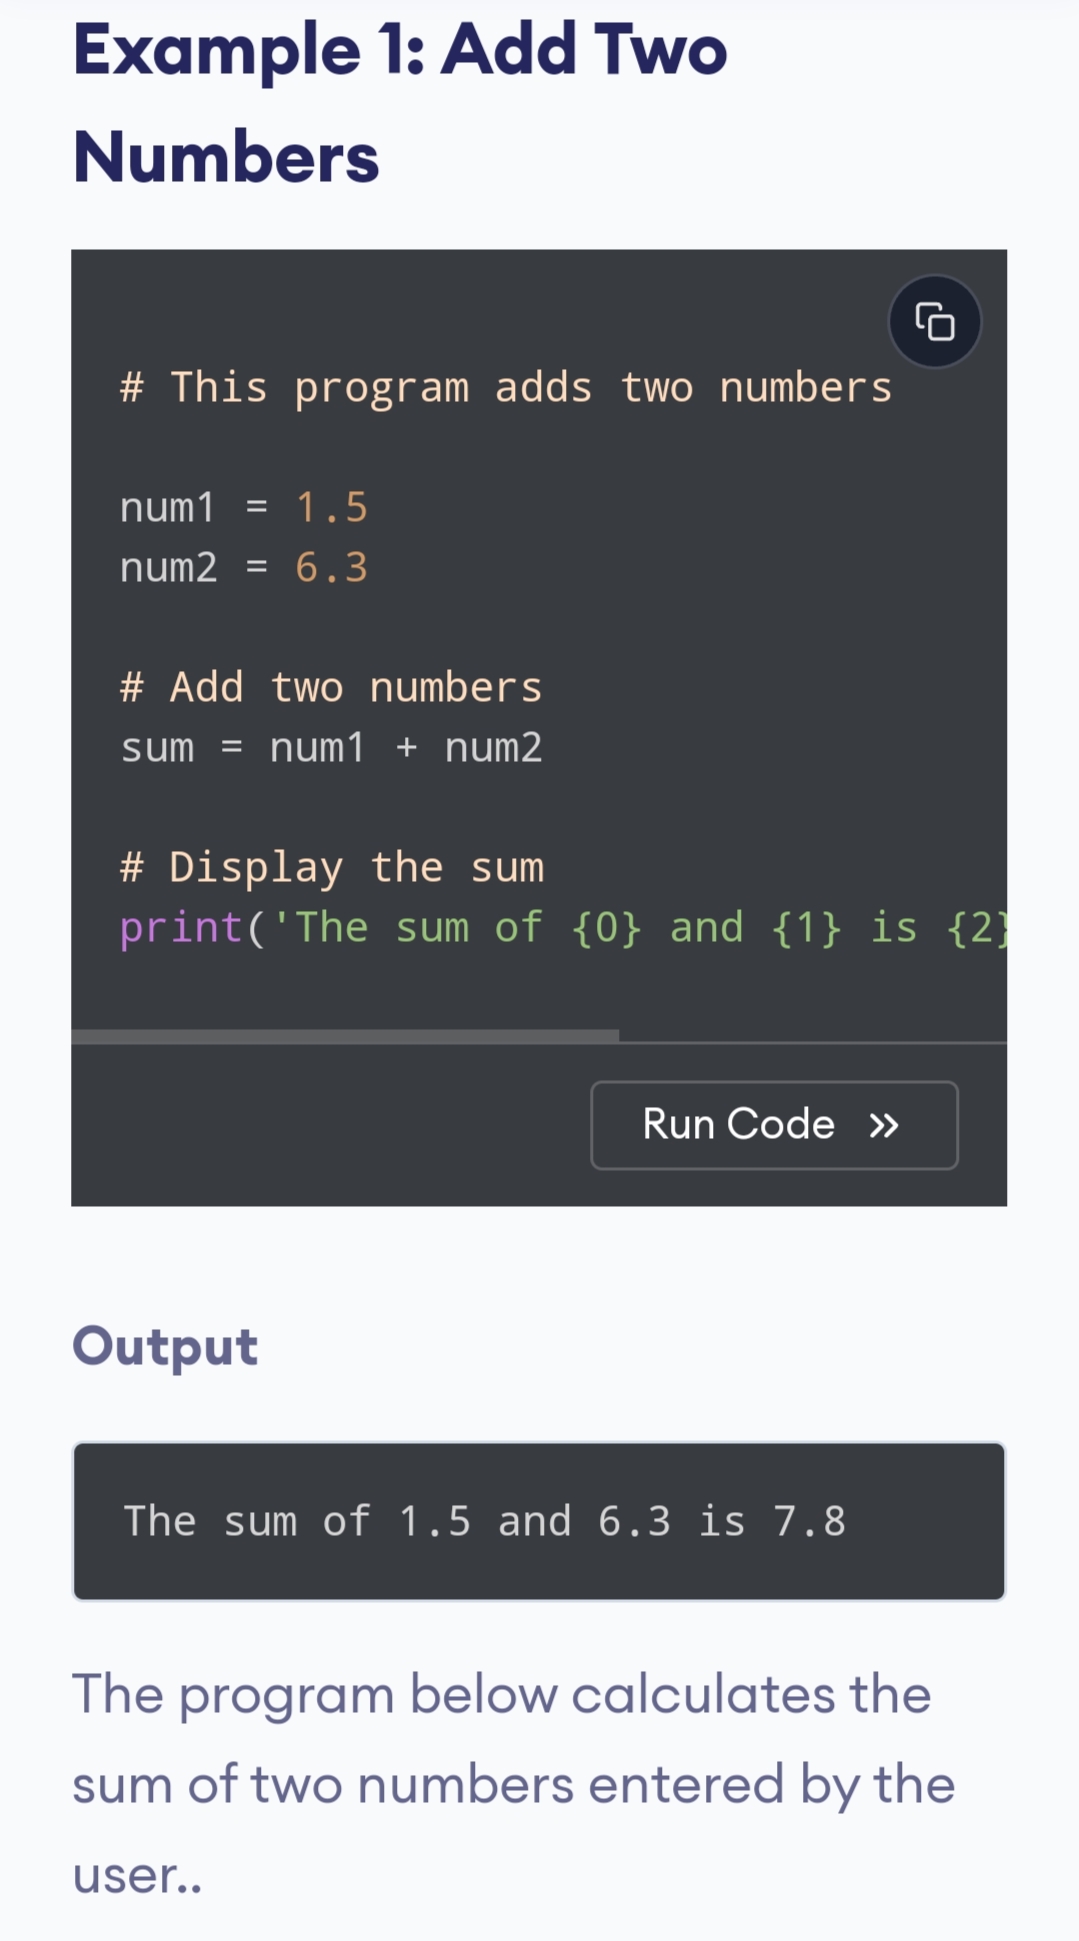 Example 1: Add Two
Numbers
# This program adds two numbers
num1 = 1.5
num2 = 6.3
# Add two numbers
sum = num1 + num2
# Display the sum
print('The sum of {0} and {1} is {2}
Run Code »
Output
The sum of 1.5 and 6.3 is 7.8
The program below calculates the
sum of two numbers entered by the
user..